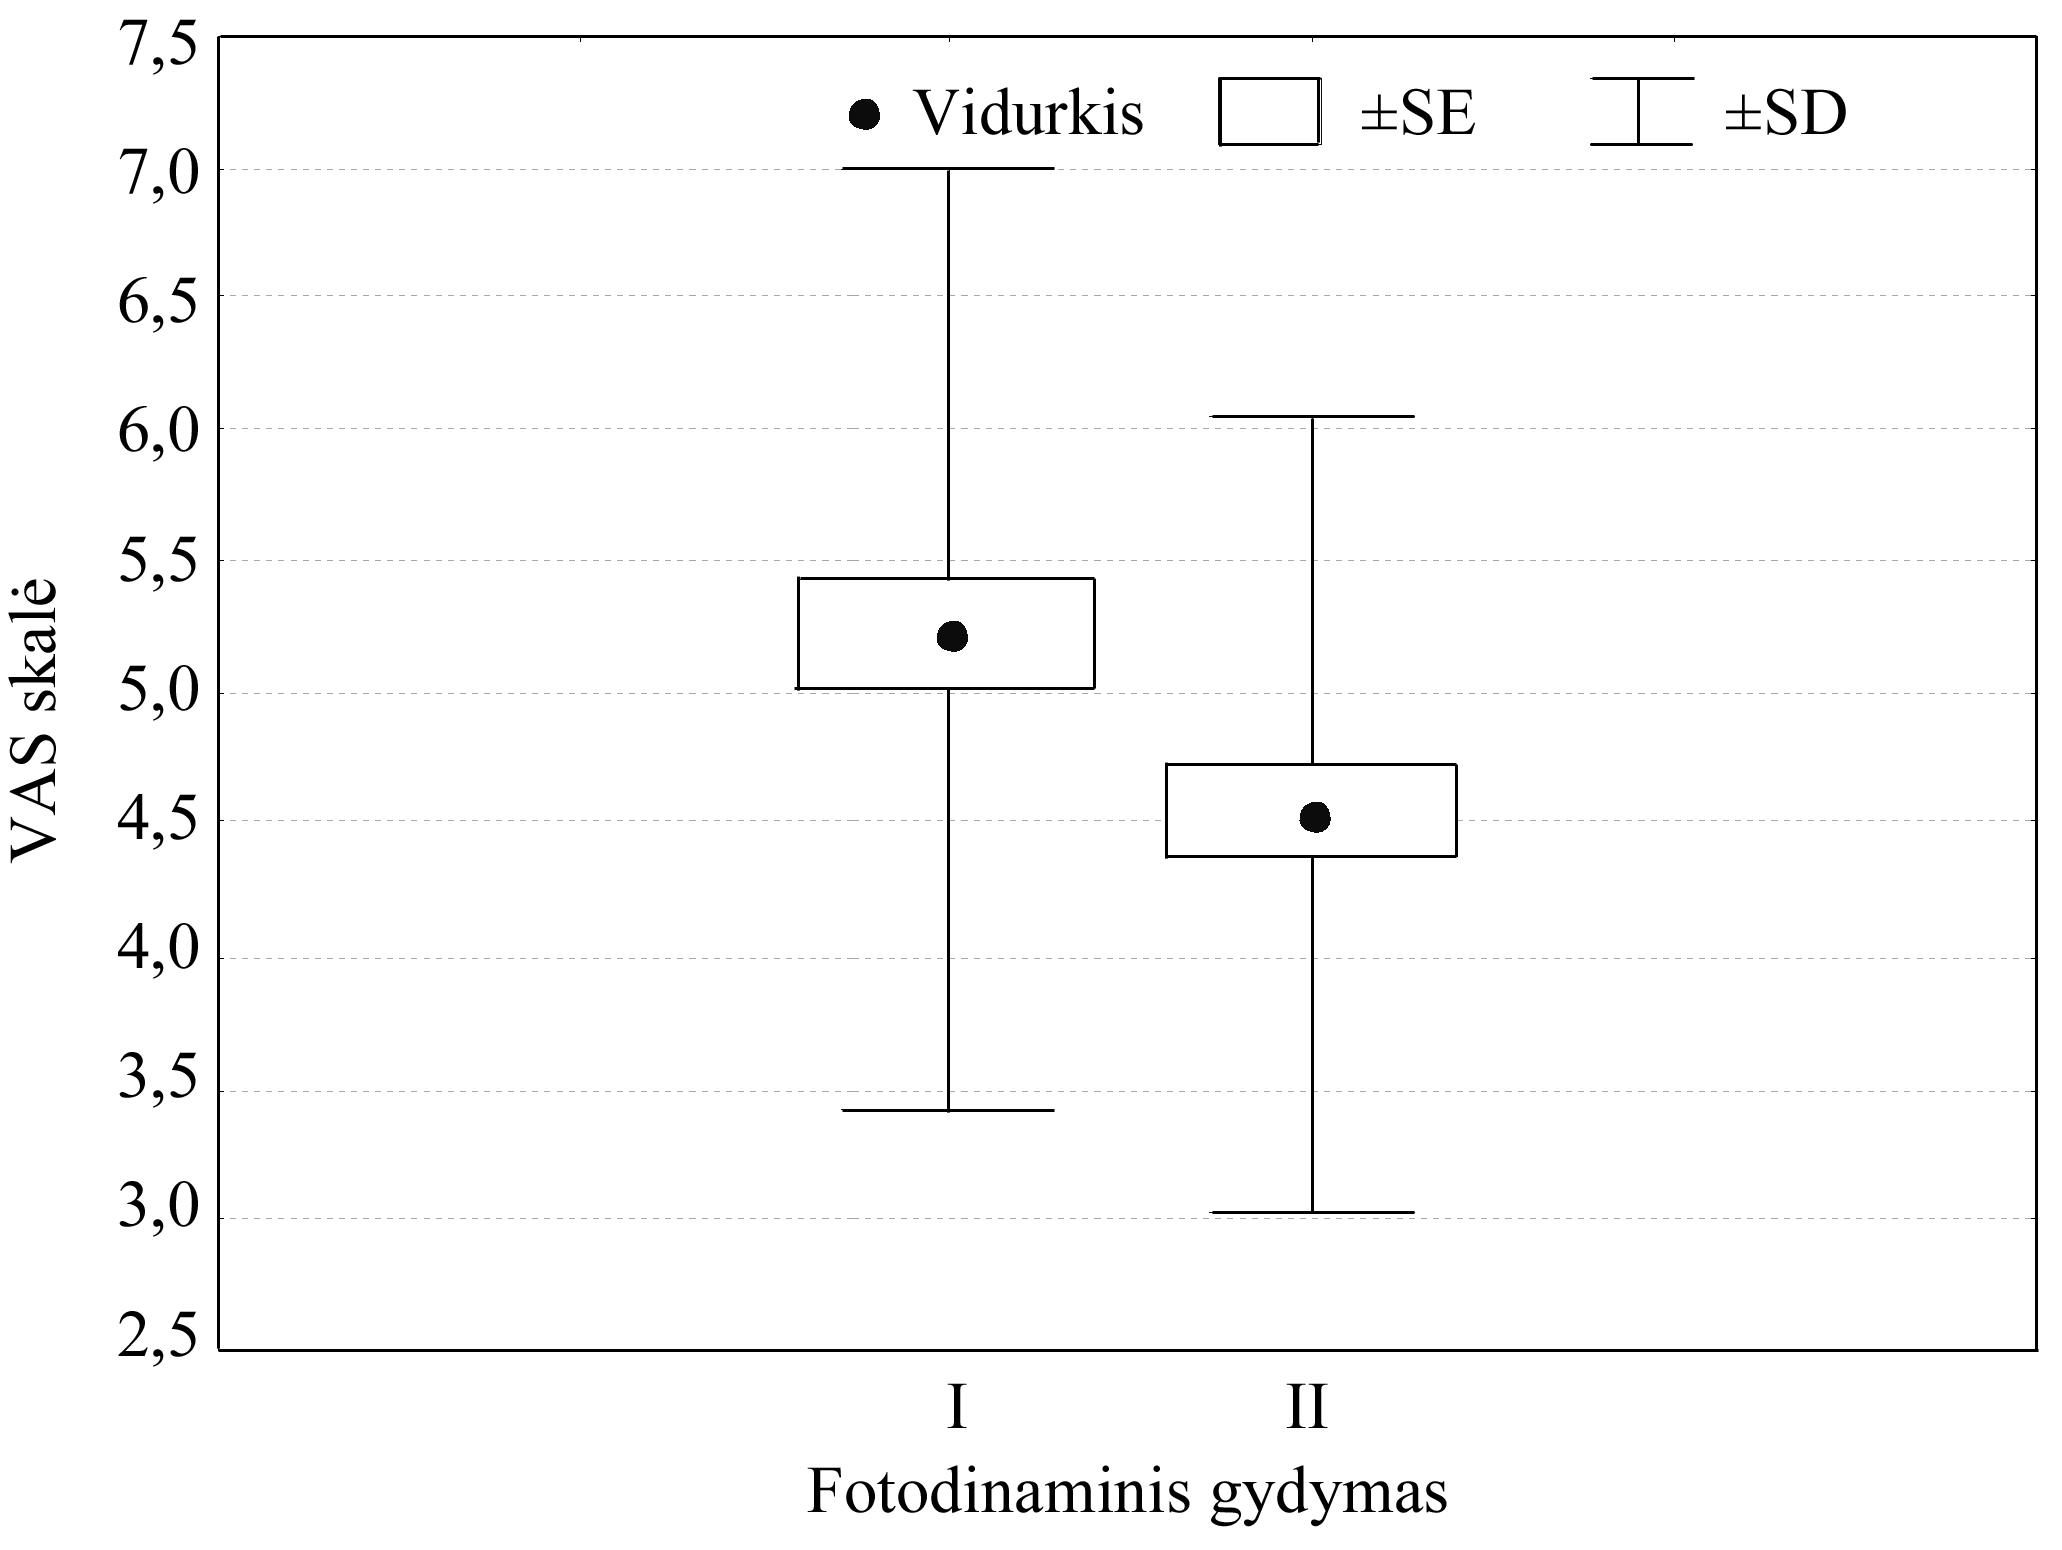 7,5
Vidurkis ±SE ±SD
7,0
6,5
6,0
5,5
5,0
4,5
4,0
3,5
3,0
2,5
VAS skalė
I II
Fotodinaminis gydymas